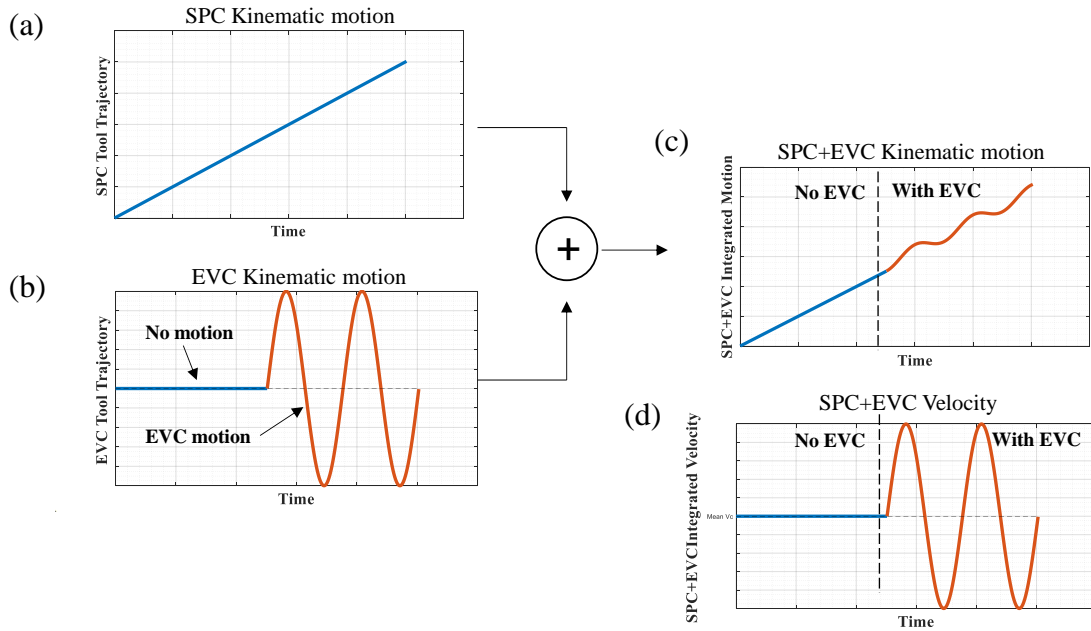 (a)
SPC Kinematic motion
SPC Tool Trajectory
Time
(b)
EVC Kinematic motion
EVC Tool Trajectory
No motion
EVC motion
Time
+
(c)
SPC+EVC Kinematic motion
SPC+EVC Integrated Motion
No EVC
With EVC
Time
(d)
SPC+EVC Velocity
SPC+EVCIntegrated Velocity
No EVC
With EVC
Mean Vc
Time